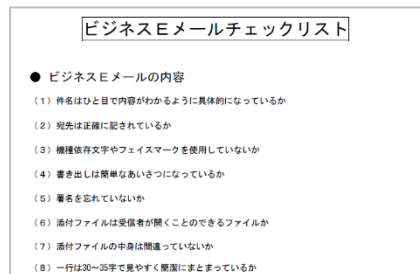 ビジネスEメールチェックリスト
● ビジネスEメールの内容
(1) 件名はひと目で内容がわかるように具体的になっているか
(2) 宛先は正確に記されているか
(3) 機種依存文字やフェイスマークを使用していないか
(4) 書き出しは簡単なあいさつになっているか
(5) 署名を忘れていないか
(6) 添付ファイルは受信者が開くことのできるファイルか
(7) 添付ファイルの中身は間違っていないか
(8) 一行は30~35字で見やすく簡潔にまとまっているか